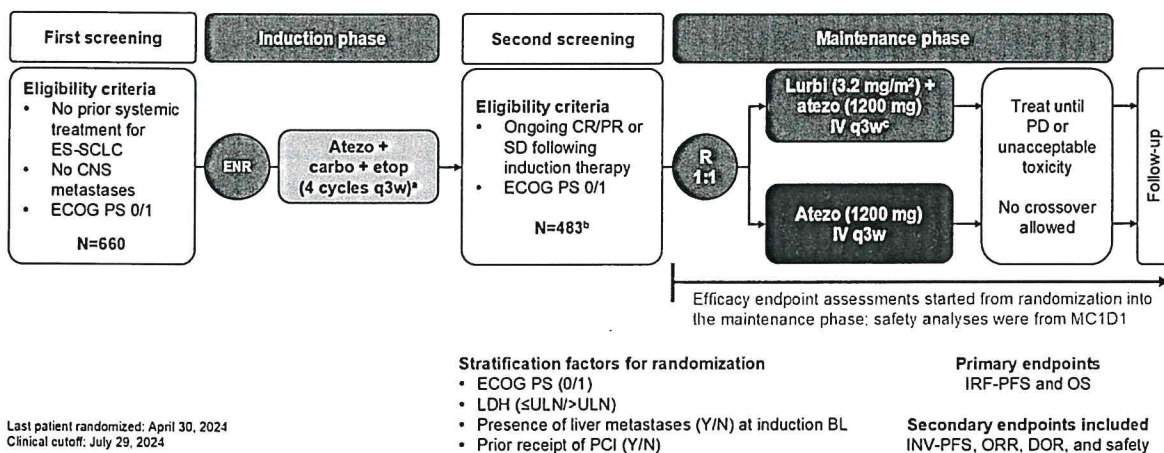 First screening
Induction phase
Second screening
Maintenance phase
Eligibility criteria
• No prior systemic
treatment for
ES-SCLC
• No CNS
metastases
• ECOG PS 0/1
N=660
ENR
Atezo +
carbo + etop
(4 cycles q3w)ᵃ
Eligibility criteria
• Ongoing CR/PR or
SD following
induction therapy
• ECOG PS 0/1
N=483ᵇ
R
1:1
Lurbi (3.2 mg/m²) +
atezo (1200 mg)
IV q3wᶜ
Atezo (1200 mg)
IV q3w
Treat until
PD or
unacceptable
toxicity
No crossover
allowed
Follow-up
Efficacy endpoint assessments started from randomization into
the maintenance phase; safety analyses were from MC1D1
Stratification factors for randomization
• ECOG PS (0/1)
• LDH (≤ULN/>ULN)
• Presence of liver metastases (Y/N) at induction BL
• Prior receipt of PCI (Y/N)
Primary endpoints
IRF-PFS and OS
Secondary endpoints included
INV-PFS, ORR, DOR, and safety
Last patient randomized: April 30, 2024
Clinical cutoff: July 29, 2024